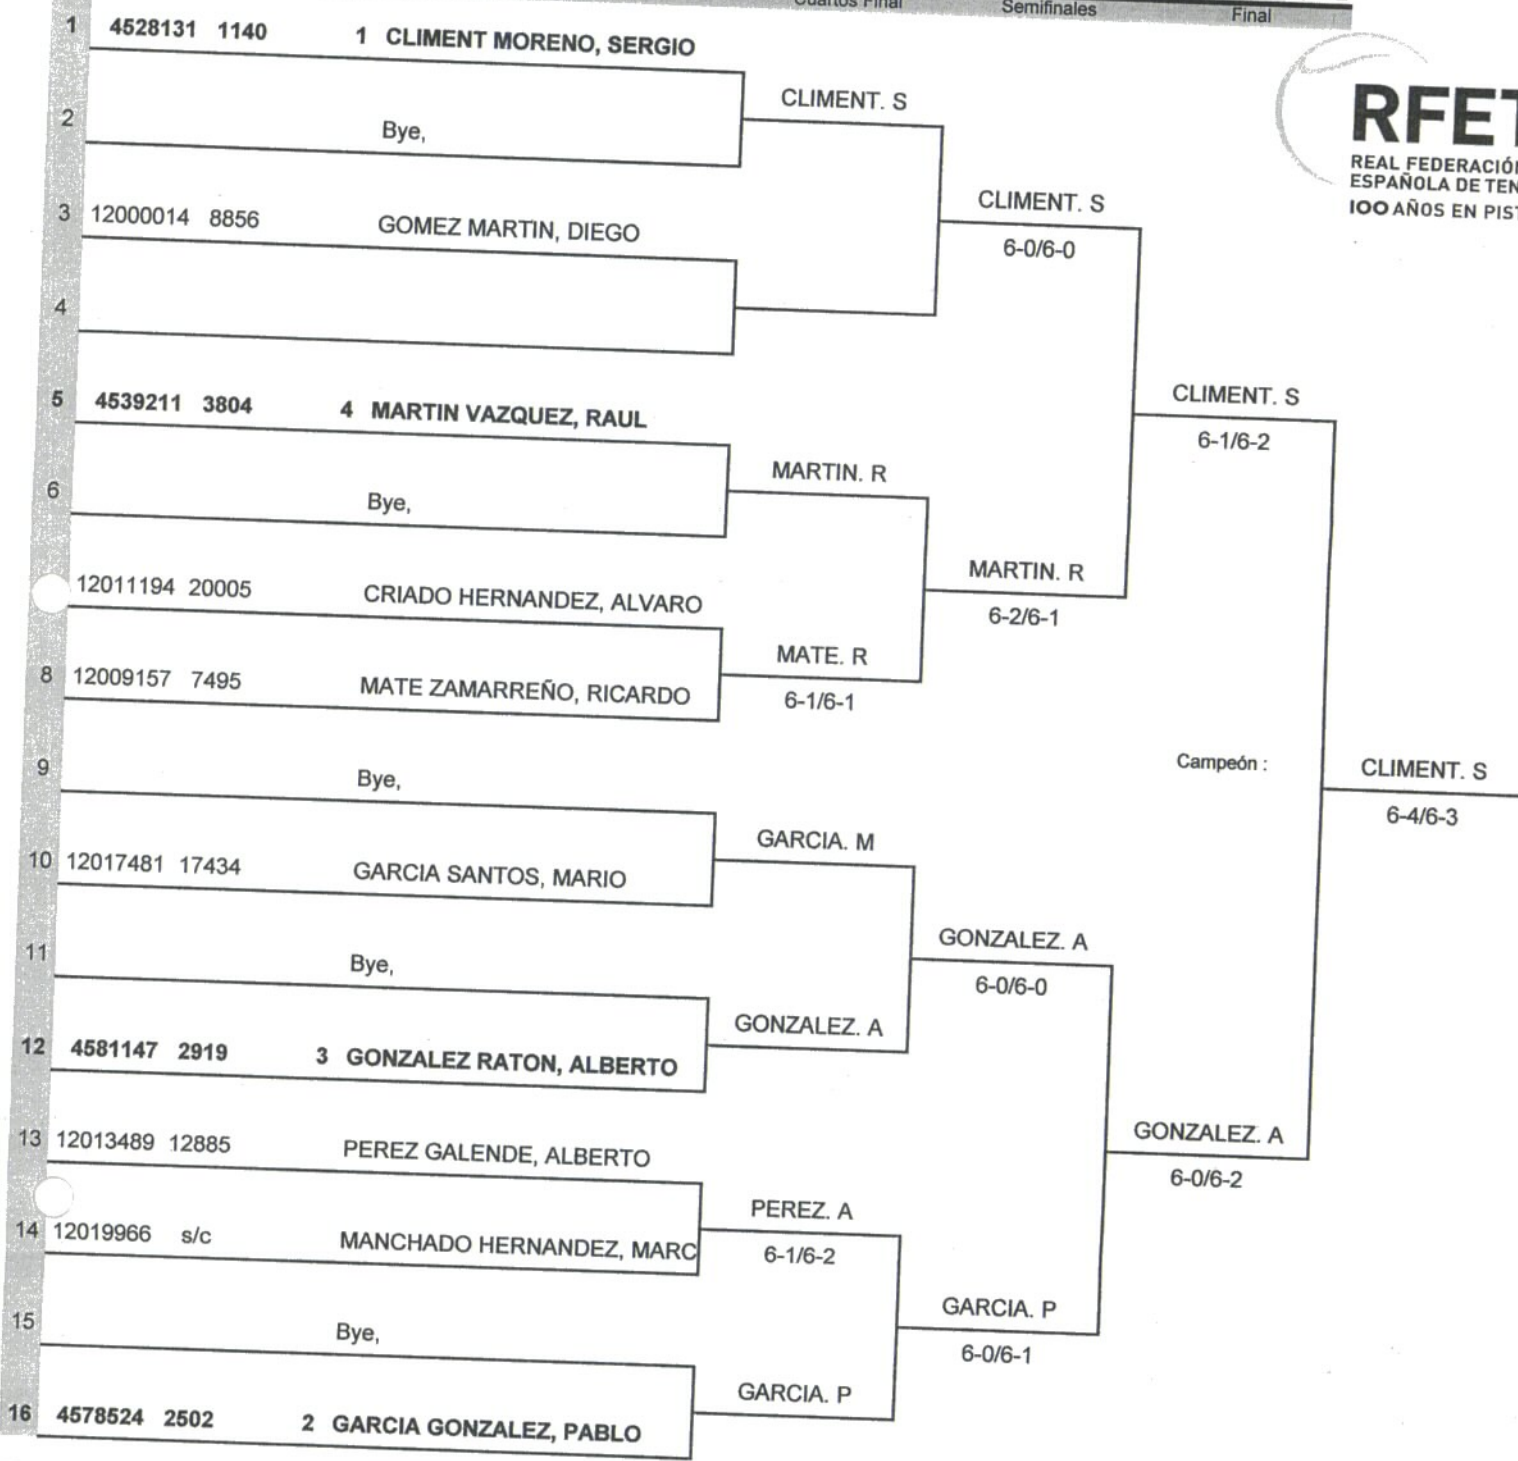 Cuartos Final Semifinales Final
1 4528131 1140 1 CLIMENT MORENO, SERGIO
CLIMENT. S
2 Bye,
RFET
REAL FEDERACIÓN
ESPAÑOLA DE TEN
100 AÑOS EN PIST
3 12000014 8856 GOMEZ MARTIN, DIEGO
CLIMENT. S
6-0/6-0
4
5 4539211 3804 4 MARTIN VAZQUEZ, RAUL
CLIMENT. S
6-1/6-2
MARTIN. R
6 Bye,
MARTIN. R
6-2/6-1
12011194 20005 CRIADO HERNANDEZ, ALVARO
MATE. R
6-1/6-1
8 12009157 7495 MATE ZAMARREÑO, RICARDO
9 Bye,
Campeón : CLIMENT. S
6-4/6-3
GARCIA. M
10 12017481 17434 GARCIA SANTOS, MARIO
GONZALEZ. A
6-0/6-0
11 Bye,
GONZALEZ. A
12 4581147 2919 3 GONZALEZ RATON, ALBERTO
13 12013489 12885 PEREZ GALENDE, ALBERTO
GONZALEZ. A
6-0/6-2
PEREZ. A
6-1/6-2
14 12019966 s/c MANCHADO HERNANDEZ, MARC
GARCIA. P
6-0/6-1
15 Bye,
GARCIA. P
16 4578524 2502 2 GARCIA GONZALEZ, PABLO